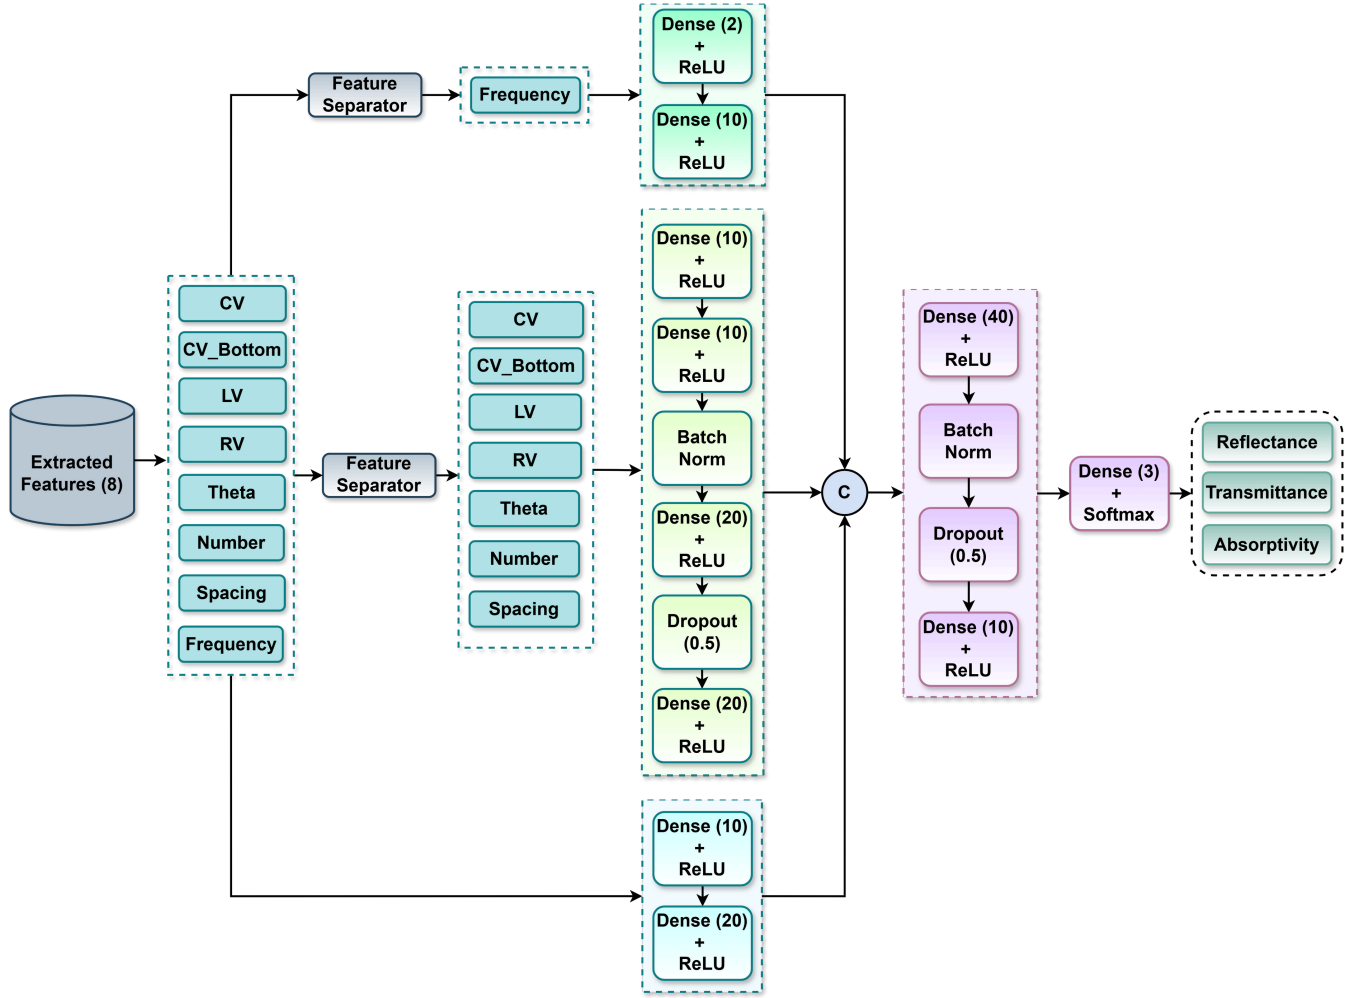 Extracted
Features (8)
CV
CV_Bottom
LV
RV
Theta
Number
Spacing
Frequency
Feature
Separator
Frequency
Dense (2)
+
ReLU
Dense (10)
+
ReLU
Feature
Separator
CV
CV_Bottom
LV
RV
Theta
Number
Spacing
Dense (10)
+
ReLU
Dense (10)
+
ReLU
Batch
Norm
Dense (20)
+
ReLU
Dropout
(0.5)
Dense (20)
+
ReLU
Dense (10)
+
ReLU
Dense (20)
+
ReLU
C
Dense (40)
+
ReLU
Batch
Norm
Dropout
(0.5)
Dense (10)
+
ReLU
Dense (3)
+
Softmax
Reflectance
Transmittance
Absorptivity